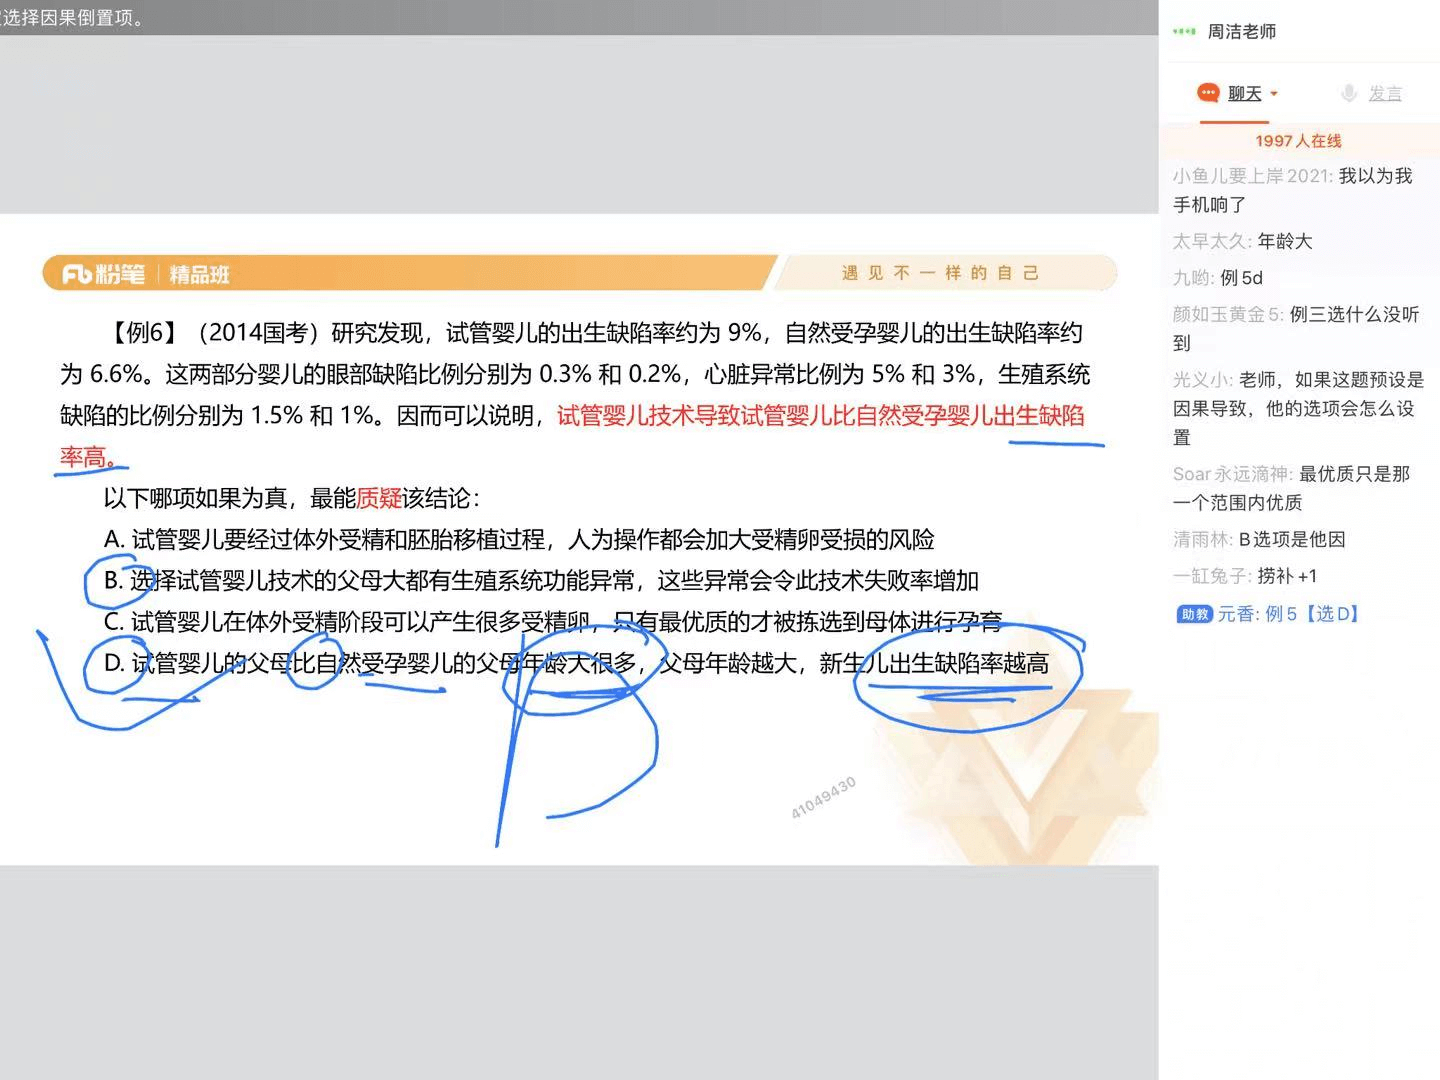 选择因果倒置项。
粉笔 精品班
遇见不一样的自己
【例6】（2014国考）研究发现，试管婴儿的出生缺陷率约为 9%，自然受孕婴儿的出生缺陷率约
为 6.6%。这两部分婴儿的眼部缺陷比例分别为 0.3% 和 0.2%，心脏异常比例为 5% 和 3%，生殖系统
缺陷的比例分别为 1.5% 和 1%。因而可以说明，试管婴儿技术导致试管婴儿比自然受孕婴儿出生缺陷
率高。
以下哪项如果为真，最能质疑该结论：
A. 试管婴儿要经过体外受精和胚胎移植过程，人为操作都会加大受精卵受损的风险
B. 选择试管婴儿技术的父母大都有生殖系统功能异常，这些异常会令此技术失败率增加
C. 试管婴儿在体外受精阶段可以产生很多受精卵，只有最优质的才被拣选到母体进行孕育
D. 试管婴儿的父母比自然受孕婴儿的父母年龄大很多，父母年龄越大，新生儿出生缺陷率越高
41049430
周洁老师
聊天
发言
1997人在线
小鱼儿要上岸2021: 我以为我
手机响了
太早太久: 年龄大
九哟: 例5d
颜如玉黄金5: 例三选什么没听
到
光义小: 老师，如果这题预设是
因果导致，他的选项会怎么设
置
Soar永远滴神: 最优质只是那
一个范围内优质
清雨林: B选项是他因
一缸兔子: 捞补+1
助教 元香: 例5【选D】